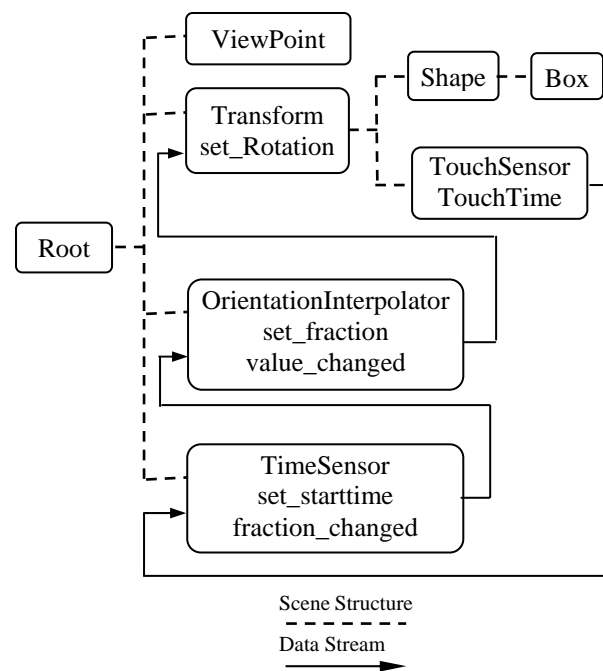 ViewPoint
Shape
Box
Transform
set_Rotation
TouchSensor
TouchTime
Root
OrientationInterpolator
set_fraction
value_changed
TimeSensor
set_starttime
fraction_changed
Scene Structure
Data Stream